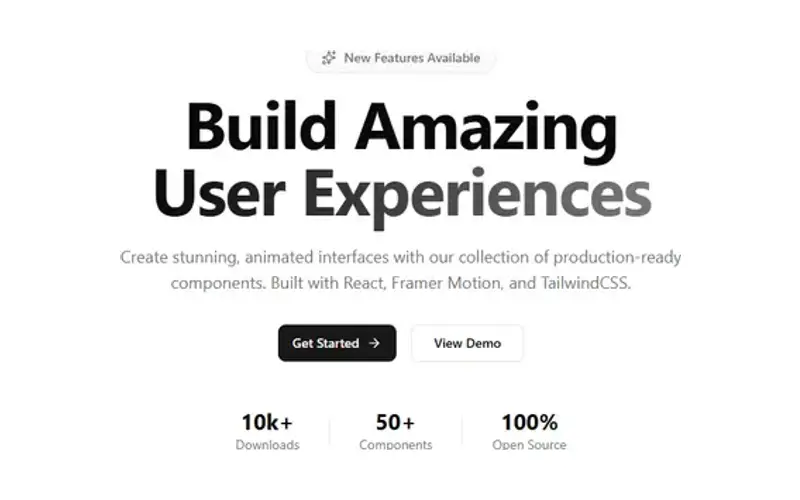 New Features Available
Build Amazing
User Experiences
Create stunning, animated interfaces with our collection of production-ready
components. Built with React, Framer Motion, and TailwindCSS.
Get Started
View Demo
10k+
50+
100%
Downloads
Components
Open Source